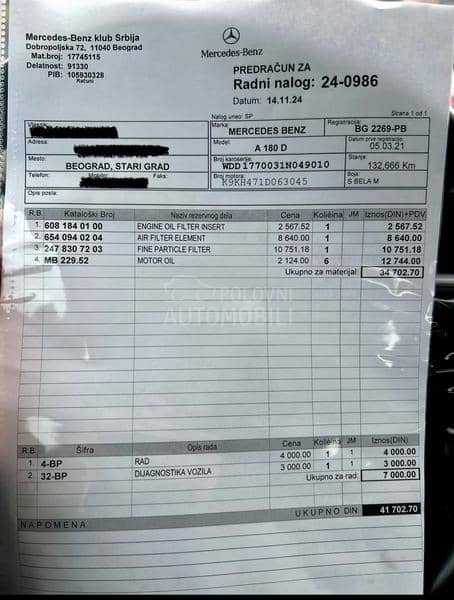 Mercedes-Benz klub Srbija
Dobropoljska 72, 11040 Beograd
Mat.broj: 17745115
Delatnost: 91330
PIB: 105930328
Računi
Mercedes-Benz
PREDRAČUN ZA
Radni nalog: 24-0986
Datum: 14.11.24
Nalog uneo: SP
Strana 1 od 1
Vlasnik:
Marka: MERCEDES BENZ
Registracija: BG 2269-PB
Adresa:
Model A 180 D
Datum prve registracije 05.03.21
Mesto: BEOGRAD, STARI GRAD
Broj karoserije: WDD1770031N049010
Stanje: 132,666 Km
Telefon: Mobilni: Faks:
Broj motora: K9KH471D063045
Boja: S BELA M
Opis posla:
R.B. Kataloški Broj Naziv rezervnog dela Cena Količina JM Iznos(DIN)+PDV
1. 608 184 01 00 ENGINE OIL FILTER INSERT 2 567.52 1 2 567.52
2. 654 094 02 04 AIR FILTER ELEMENT 8 640.00 1 8 640.00
3. 247 830 72 03 FINE PARTICLE FILTER 10 751.18 1 10 751.18
4. MB 229.52 MOTOR OIL 2 124.00 6 12 744.00
Ukupno za materijal: 34 702.70
POLOVNI
AUTOMOBILI
R.B. Šifra Opis rada Cena Količina JM Iznos(DIN)
1. 4-BP RAD 4 000.00 1 1 4 000.00
2. 32-BP DIJAGNOSTIKA VOZILA 3 000.00 1 1 3 000.00
Ukupno za rad: 7 000.00
UKUPNO DIN: 41 702.70
NAPOMENA